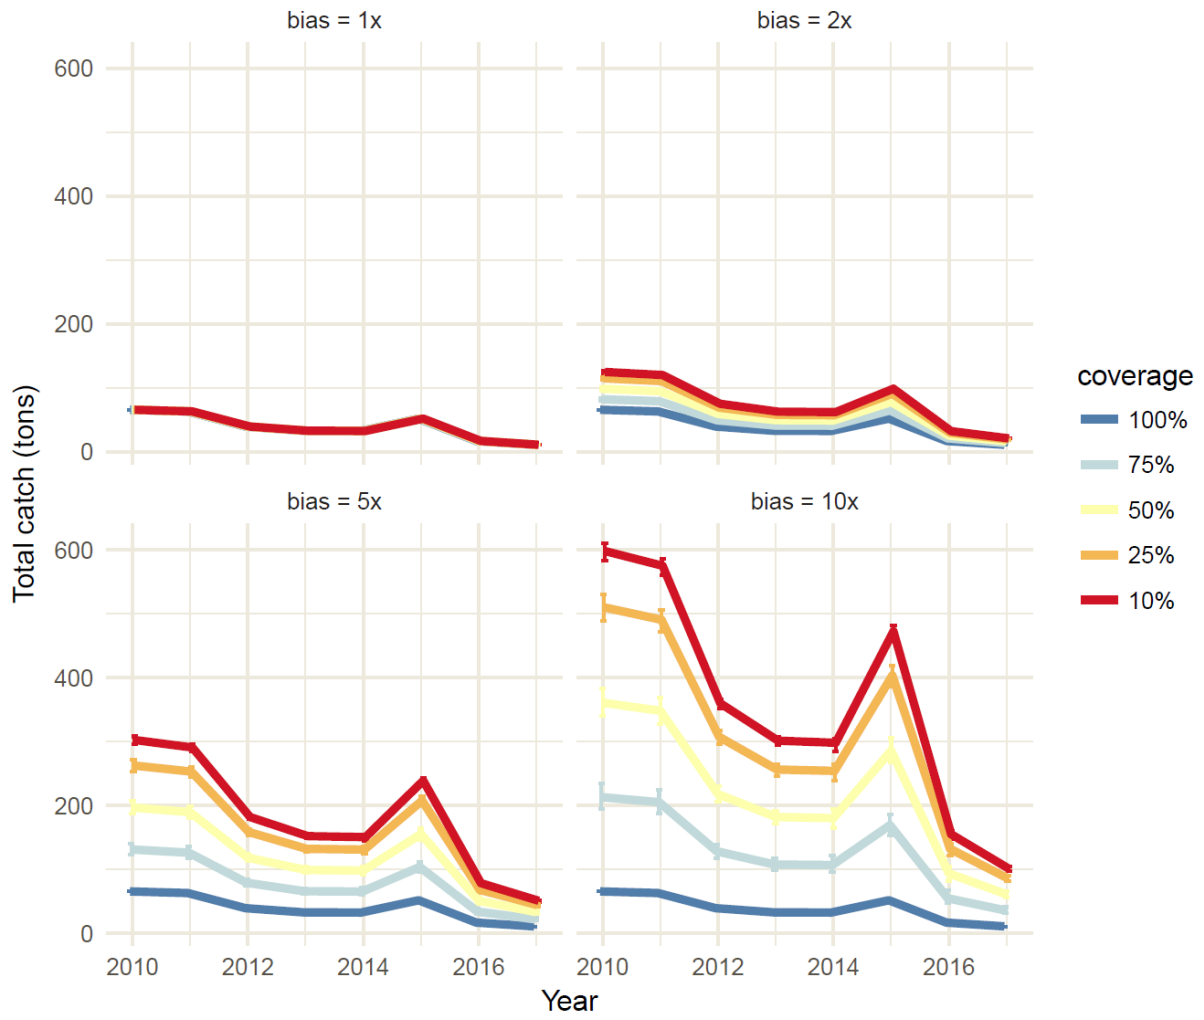 bias = 1x
bias = 2x
600
400
200
0
bias = 5x
bias = 10x
600
400
200
0
2010 2012 2014 2016
2010 2012 2014 2016
Year
Total catch (tons)
coverage
100%
75%
50%
25%
10%